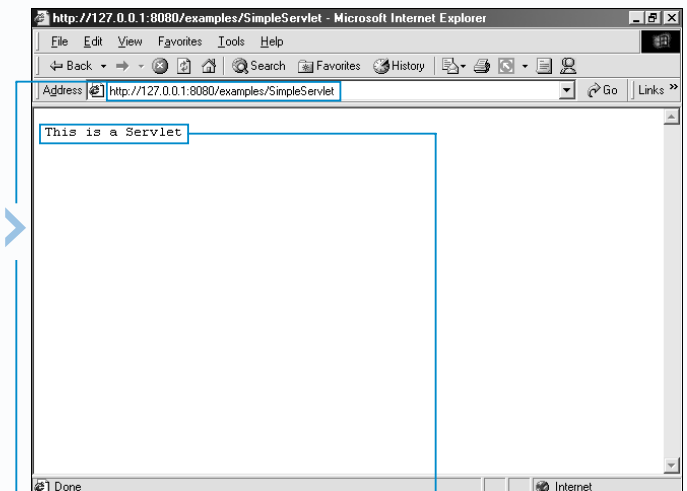 http://127.0.0.1:8080/examples/SimpleServlet - Microsoft Internet Explorer
File Edit View Favorites Tools Help
Back Search Favorites History
Address http://127.0.0.1:8080/examples/SimpleServlet Go Links »
This is a Servlet
Done Internet